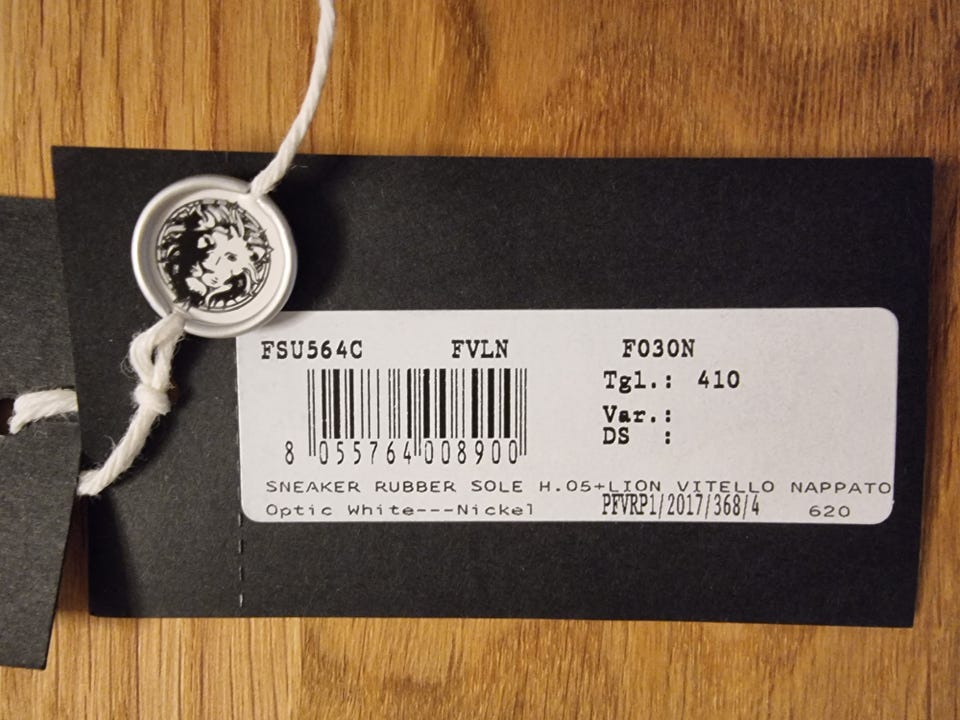 FSU564C FVLN F030N
Tgl.: 410
Var.:
DS :
8 055764 008900
SNEAKER RUBBER SOLE H.05+LION VITELLO NAPPATO
Optic White---Nickel PFVRP1/2017/368/4 620